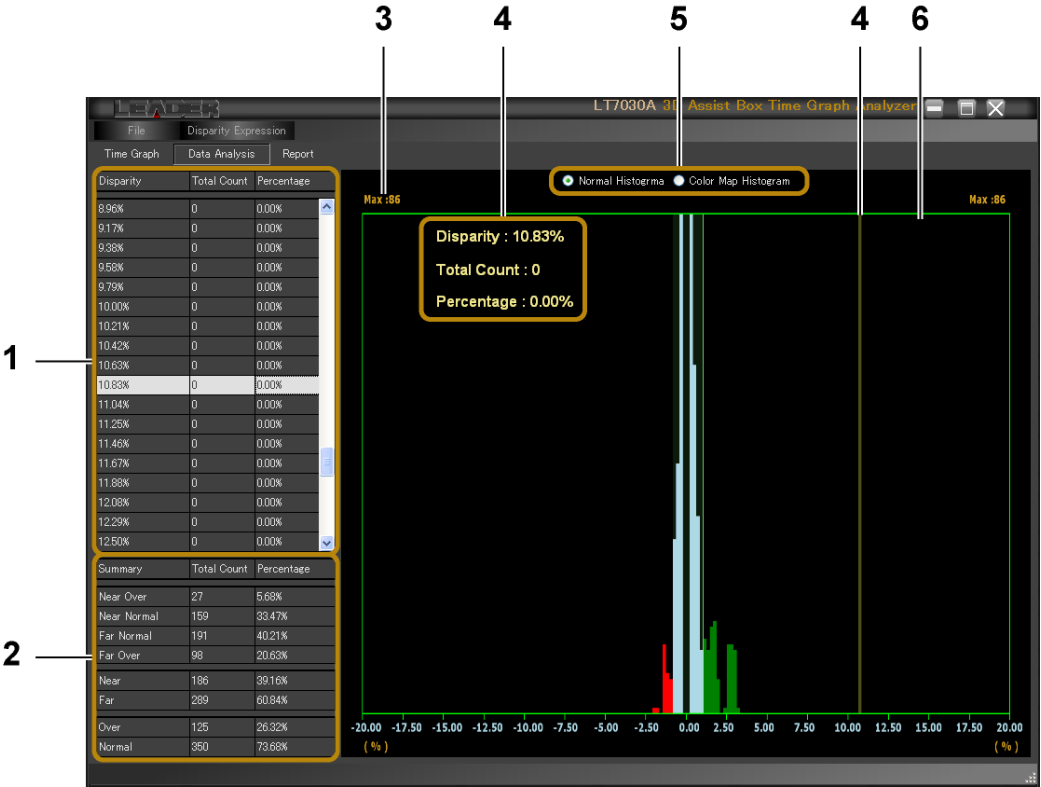 3 4 5 4 6
LEADER LT7030A 3D Assist Box Time Graph Analyzer
File Disparity Expression
Time Graph Data Analysis Report
Disparity Total Count Percentage
8.96% 0 0.00%
9.17% 0 0.00%
9.38% 0 0.00%
9.58% 0 0.00%
9.79% 0 0.00%
10.00% 0 0.00%
10.21% 0 0.00%
10.42% 0 0.00%
10.63% 0 0.00%
10.83% 0 0.00%
11.04% 0 0.00%
11.25% 0 0.00%
11.46% 0 0.00%
11.67% 0 0.00%
11.88% 0 0.00%
12.08% 0 0.00%
12.29% 0 0.00%
12.50% 0 0.00%
1
Summary Total Count Percentage
Near Over 27 5.68%
Near Normal 159 33.47%
Far Normal 191 40.21%
Far Over 98 20.63%
Near 186 39.16%
Far 289 60.84%
Over 125 26.32%
Normal 350 73.68%
2
Normal Histogrma Color Map Histogram
Max :86 Max :86
Disparity : 10.83%
Total Count : 0
Percentage : 0.00%
-20.00 -17.50 -15.00 -12.50 -10.00 -7.50 -5.00 -2.50 0.00 2.50 5.00 7.50 10.00 12.50 15.00 17.50 20.00
( % ) ( % )